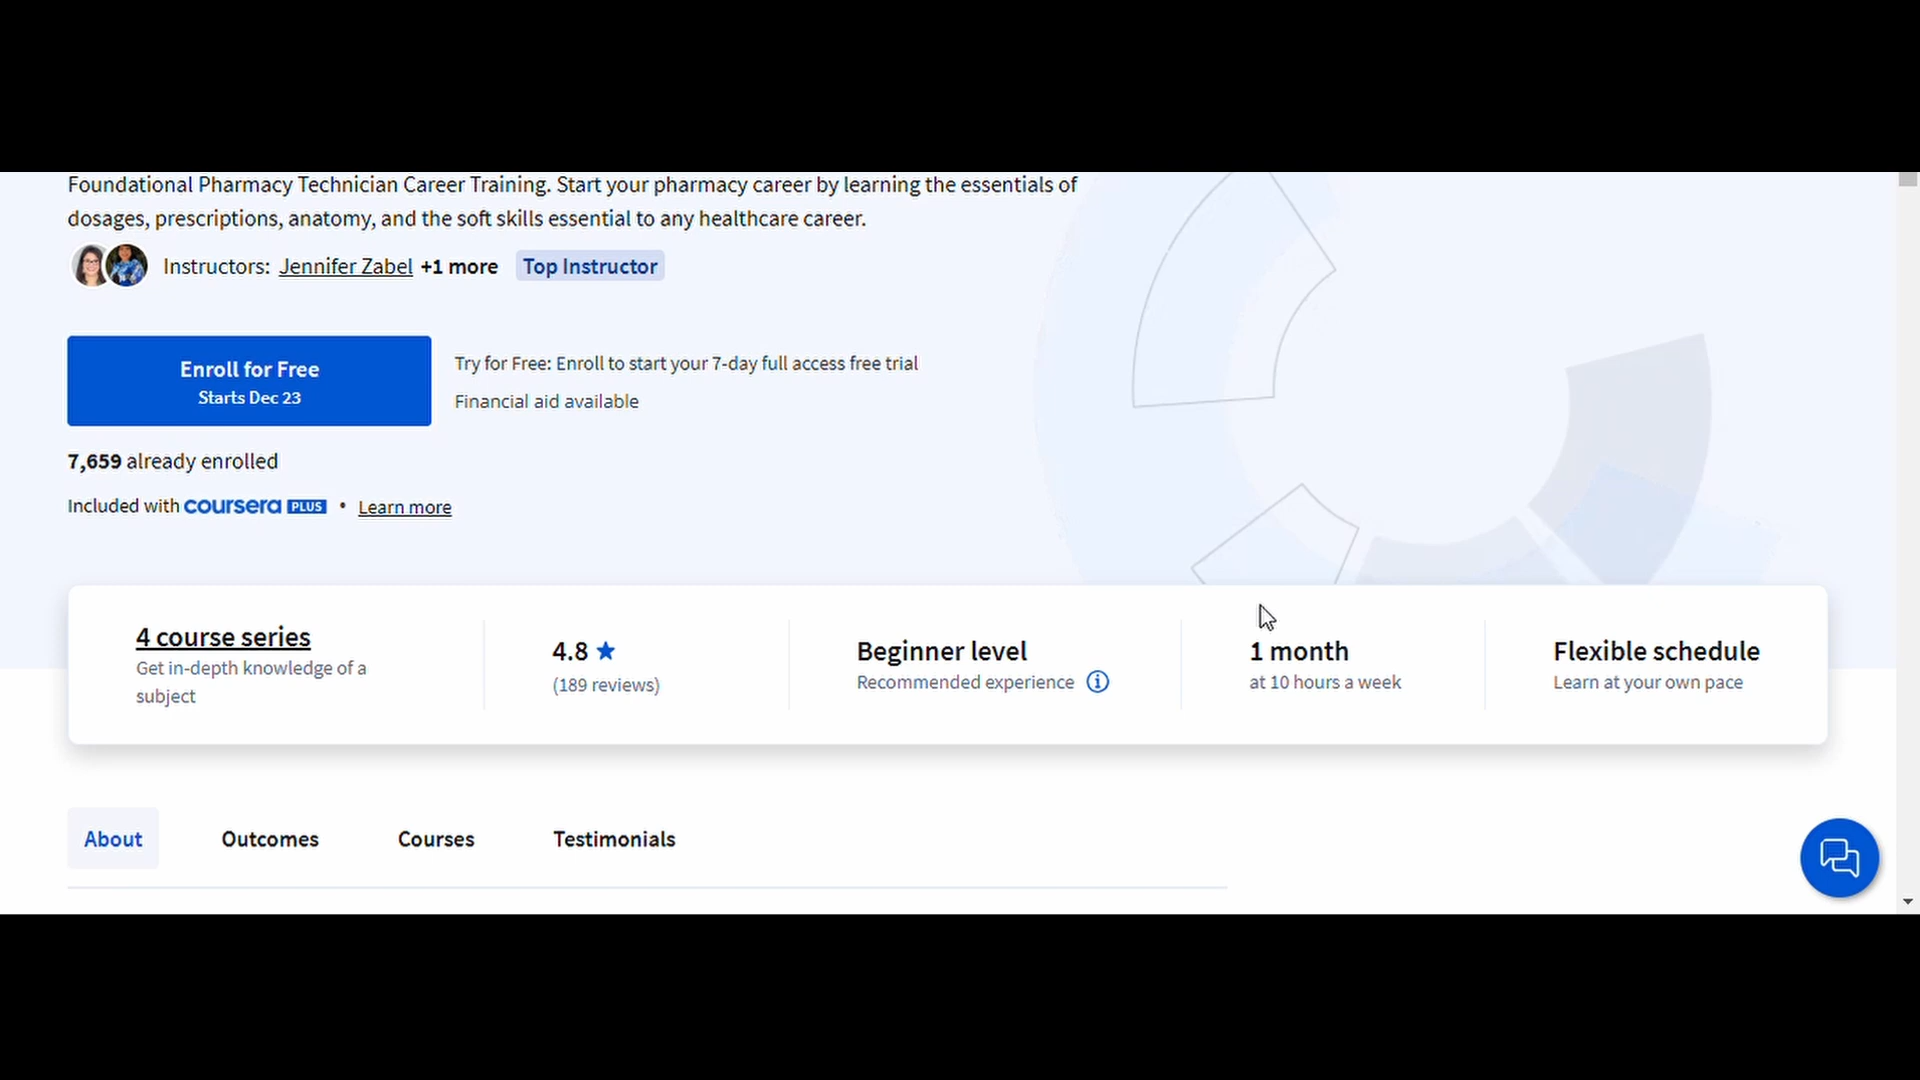 Foundational Pharmacy Technician Career Training. Start your pharmacy career by learning the essentials of
dosages, prescriptions, anatomy, and the soft skills essential to any healthcare career.
Instructors: Jennifer Zabel +1 more Top Instructor
Enroll for Free
Starts Dec 23
Try for Free: Enroll to start your 7-day full access free trial
Financial aid available
7,659 already enrolled
Included with coursera PLUS • Learn more
4 course series
Get in-depth knowledge of a
subject
4.8 ★
(189 reviews)
Beginner level
Recommended experience
1 month
at 10 hours a week
Flexible schedule
Learn at your own pace
About Outcomes Courses Testimonials